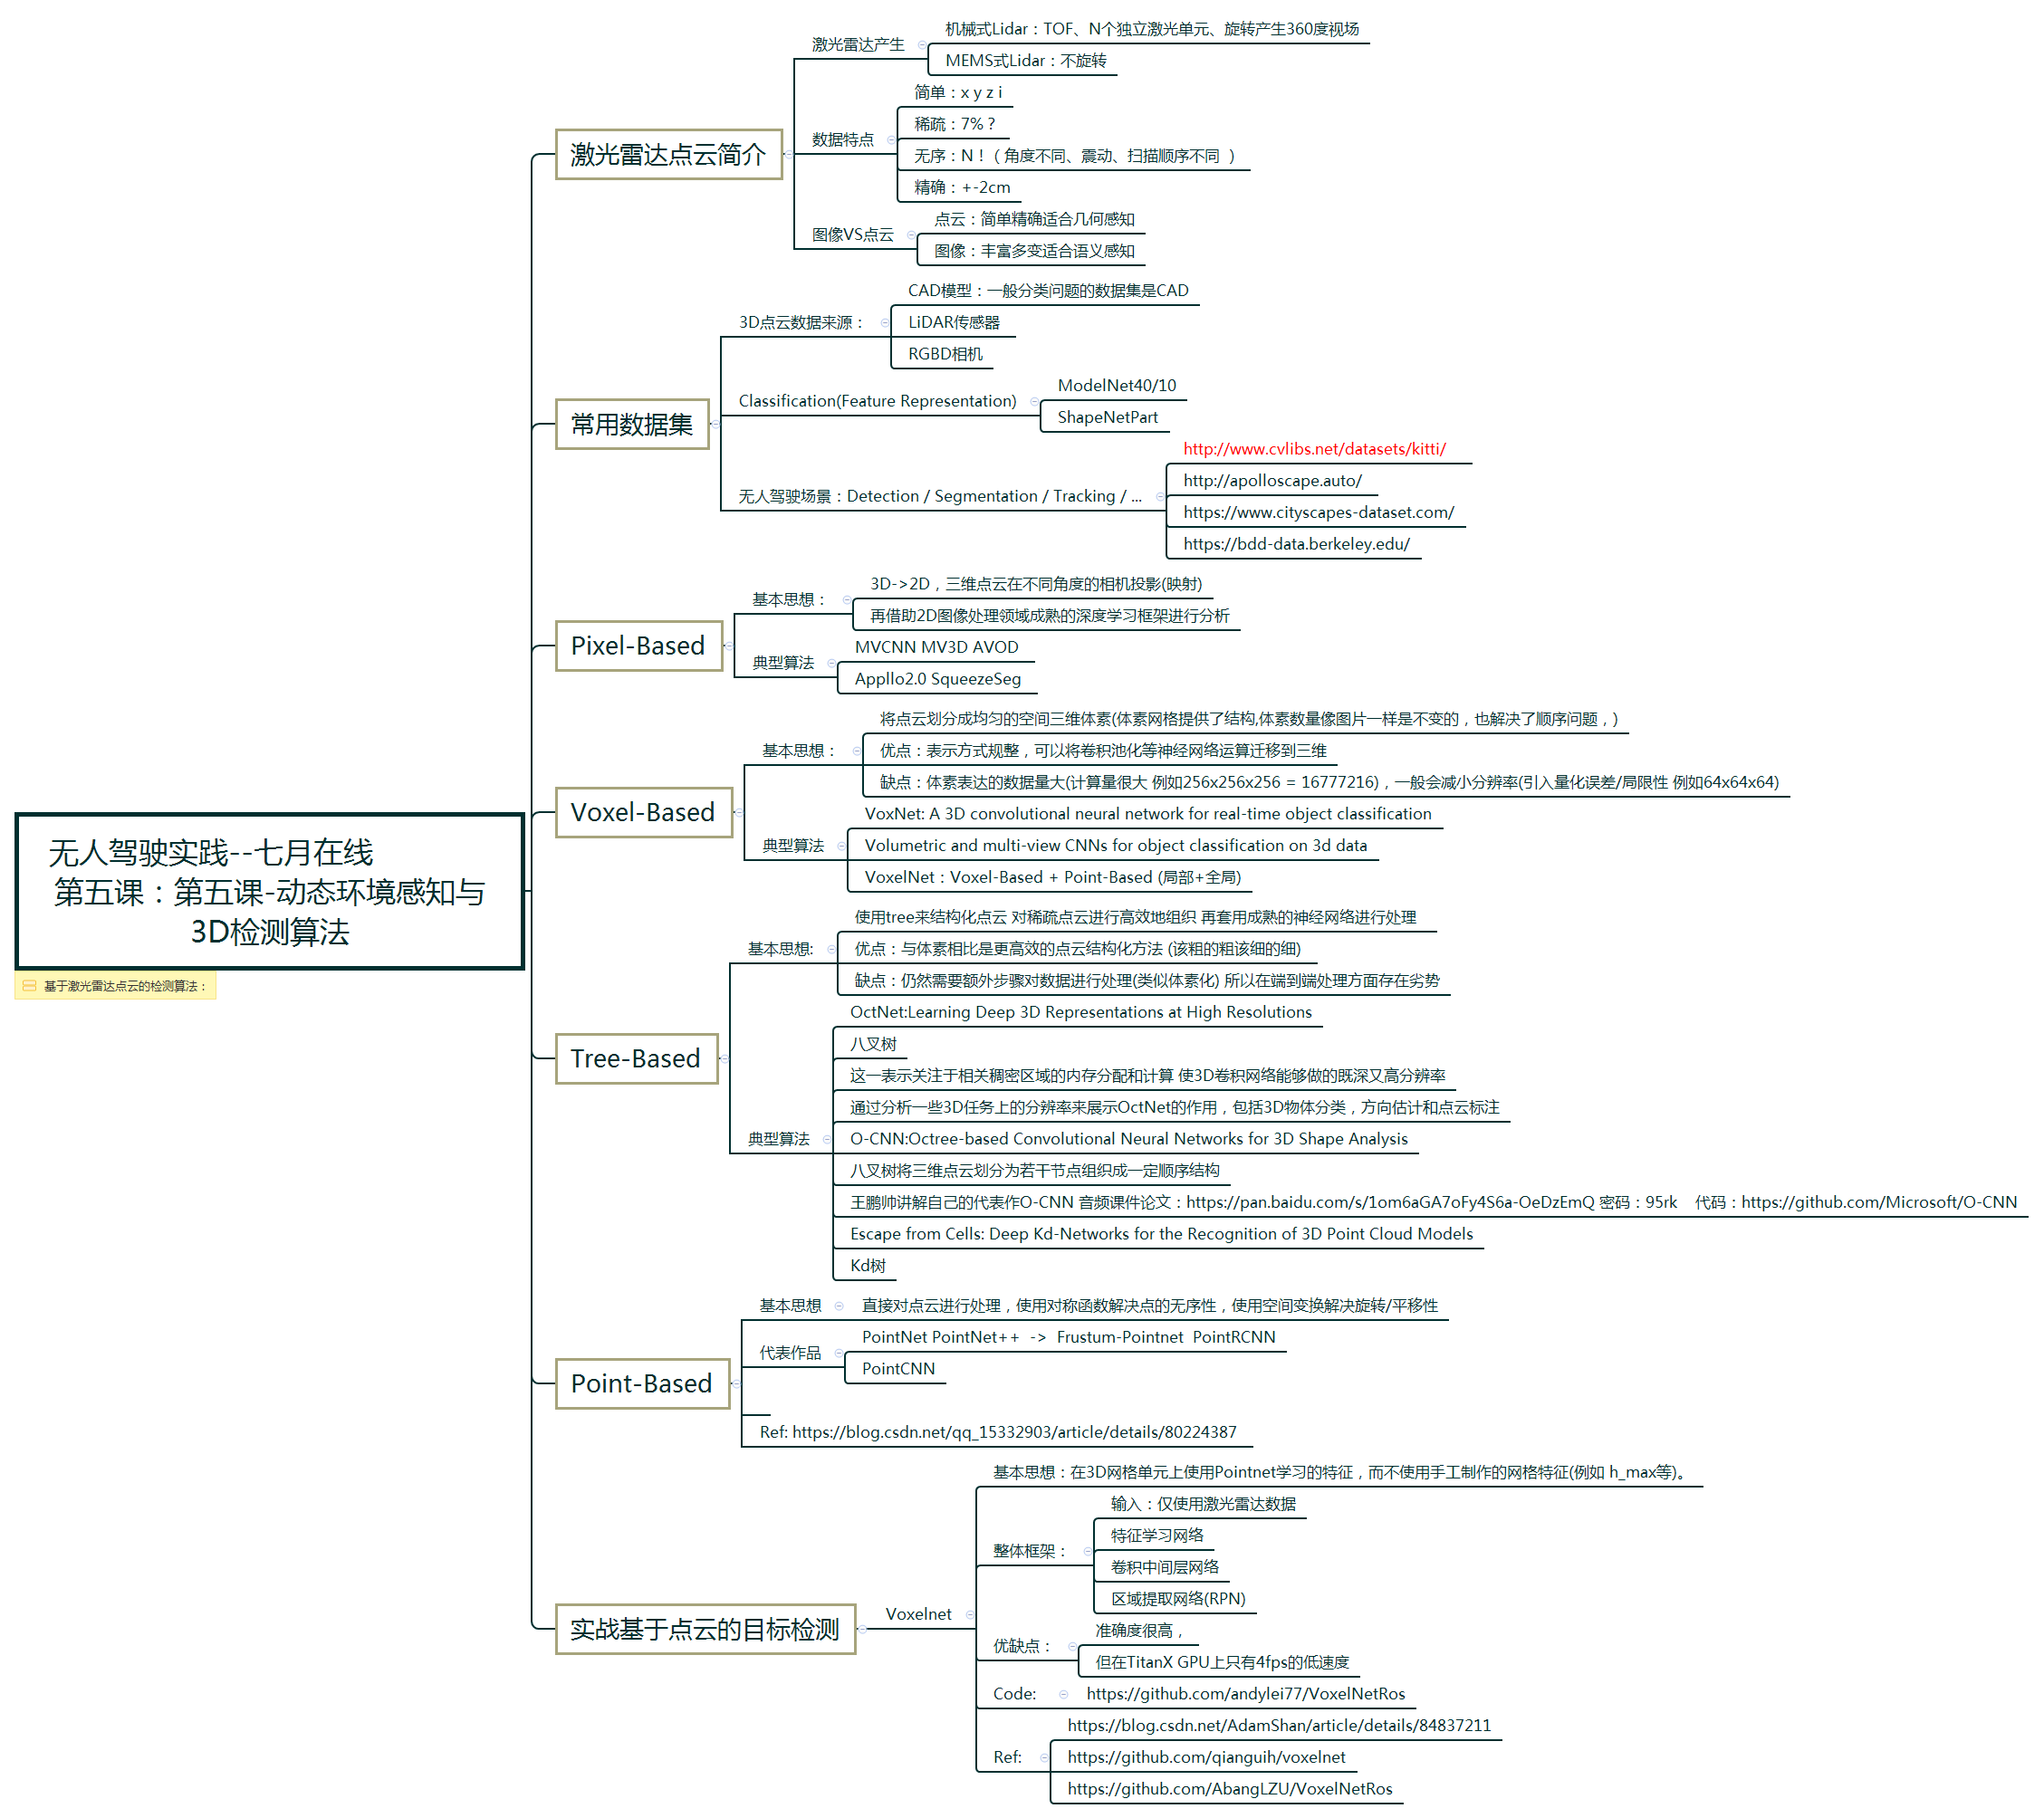 无人驾驶实践--七月在线
第五课：第五课-动态环境感知与
3D检测算法
基于激光雷达点云的检测算法：
激光雷达点云简介
激光雷达产生
机械式Lidar：TOF、N个独立激光单元、旋转产生360度视场
MEMS式Lidar：不旋转
数据特点
简单：x y z i
稀疏：7%？
无序：N！（ 角度不同、震动、扫描顺序不同 ）
精确：+-2cm
图像VS点云
点云：简单精确适合几何感知
图像：丰富多变适合语义感知
常用数据集
3D点云数据来源：
CAD模型：一般分类问题的数据集是CAD
LiDAR传感器
RGBD相机
Classification(Feature Representation)
ModelNet40/10
ShapeNetPart
无人驾驶场景：Detection / Segmentation / Tracking / ...
http://www.cvlibs.net/datasets/kitti/
http://apolloscape.auto/
https://www.cityscapes-dataset.com/
https://bdd-data.berkeley.edu/
Pixel-Based
基本思想：
3D->2D，三维点云在不同角度的相机投影(映射)
再借助2D图像处理领域成熟的深度学习框架进行分析
典型算法
MVCNN MV3D AVOD
Appllo2.0 SqueezeSeg
Voxel-Based
基本思想：
将点云划分成均匀的空间三维体素(体素网格提供了结构,体素数量像图片一样是不变的，也解决了顺序问题，)
优点：表示方式规整，可以将卷积池化等神经网络运算迁移到三维
缺点：体素表达的数据量大(计算量很大 例如256x256x256 = 16777216)，一般会减小分辨率(引入量化误差/局限性 例如64x64x64)
典型算法
VoxNet: A 3D convolutional neural network for real-time object classification
Volumetric and multi-view CNNs for object classification on 3d data
VoxelNet：Voxel-Based + Point-Based (局部+全局)
Tree-Based
基本思想:
使用tree来结构化点云 对稀疏点云进行高效地组织 再套用成熟的神经网络进行处理
优点：与体素相比是更高效的点云结构化方法 (该粗的粗该细的细)
缺点：仍然需要额外步骤对数据进行处理(类似体素化) 所以在端到端处理方面存在劣势
典型算法
OctNet:Learning Deep 3D Representations at High Resolutions
八叉树
这一表示关注于相关稠密区域的内存分配和计算 使3D卷积网络能够做的既深又高分辨率
通过分析一些3D任务上的分辨率来展示OctNet的作用，包括3D物体分类，方向估计和点云标注
O-CNN:Octree-based Convolutional Neural Networks for 3D Shape Analysis
八叉树将三维点云划分为若干节点组织成一定顺序结构
王鹏帅讲解自己的代表作O-CNN 音频课件论文：https://pan.baidu.com/s/1om6aGA7oFy4S6a-OeDzEmQ 密码：95rk 代码：https://github.com/Microsoft/O-CNN
Escape from Cells: Deep Kd-Networks for the Recognition of 3D Point Cloud Models
Kd树
Point-Based
基本思想
直接对点云进行处理，使用对称函数解决点的无序性，使用空间变换解决旋转/平移性
代表作品
PointNet PointNet++ -> Frustum-Pointnet PointRCNN
PointCNN
Ref: https://blog.csdn.net/qq_15332903/article/details/80224387
实战基于点云的目标检测
Voxelnet
基本思想：在3D网格单元上使用Pointnet学习的特征，而不使用手工制作的网格特征(例如 h_max等)。
整体框架：
输入：仅使用激光雷达数据
特征学习网络
卷积中间层网络
区域提取网络(RPN)
优缺点：
准确度很高，
但在TitanX GPU上只有4fps的低速度
Code:
https://github.com/andylei77/VoxelNetRos
Ref:
https://blog.csdn.net/AdamShan/article/details/84837211
https://github.com/qianguih/voxelnet
https://github.com/AbangLZU/VoxelNetRos